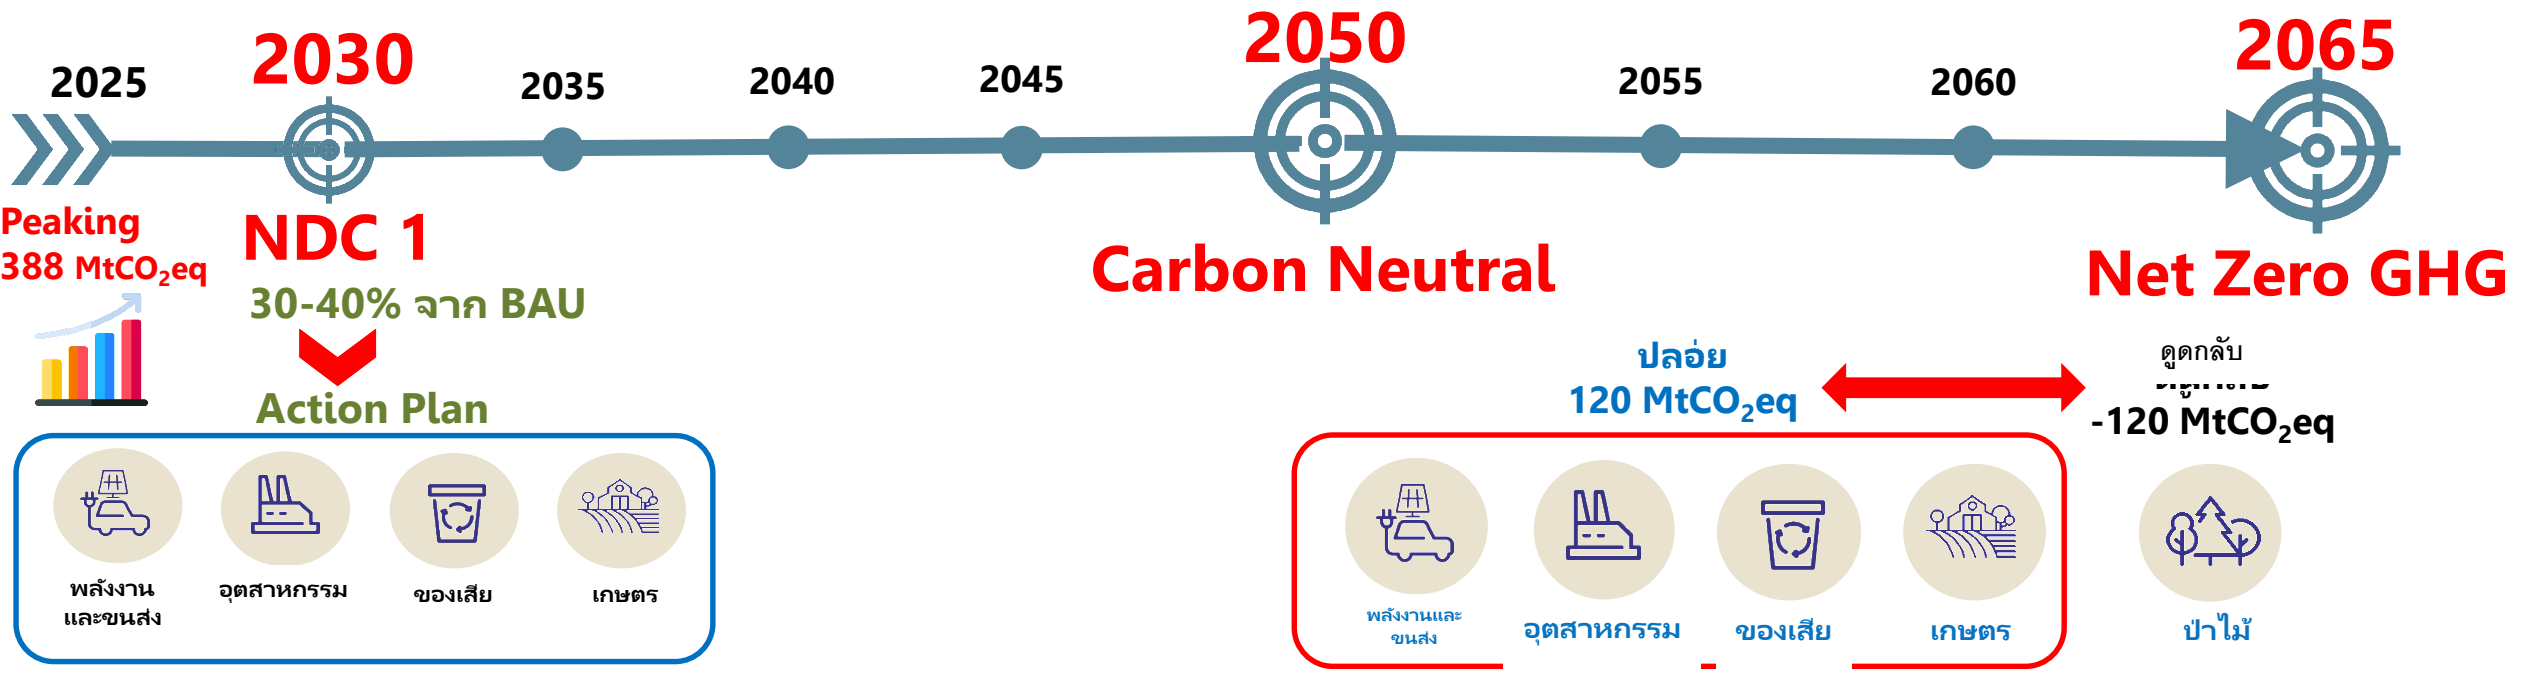 2025
2030
2035
2040
2045
2050
2055
2060
2065
Peaking
388 MtCO₂eq
NDC 1
30-40% จาก BAU
Action Plan
พลังงาน
และขนส่ง
อุตสาหกรรม
ของเสีย
เกษตร
Carbon Neutral
Net Zero GHG
ปลอ่ย
120 MtCO₂eq
ดูดกลับ
-120 MtCO₂eq
พลังงานและ
ขนส่ง
อุตสาหกรรม
ของเสีย
เกษตร
ป่าไม้